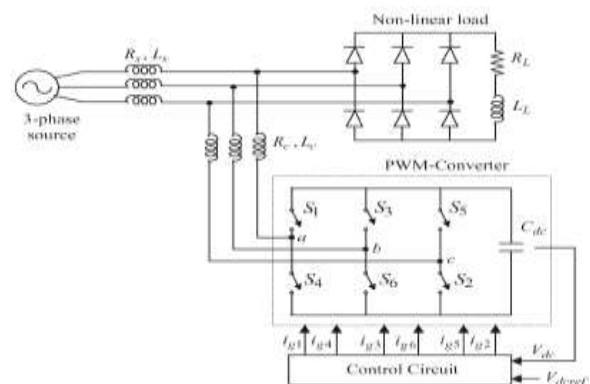 Non-linear load
R_s, L_s
R_L
L_L
3-phase
source
R_c, L_c
PWM-Converter
S_1
S_3
S_5
C_dc
a
b
c
S_4
S_6
S_2
i_g1 i_g4 i_g3 i_g6 i_g5 i_g2
V_dc
Control Circuit
V_dcref